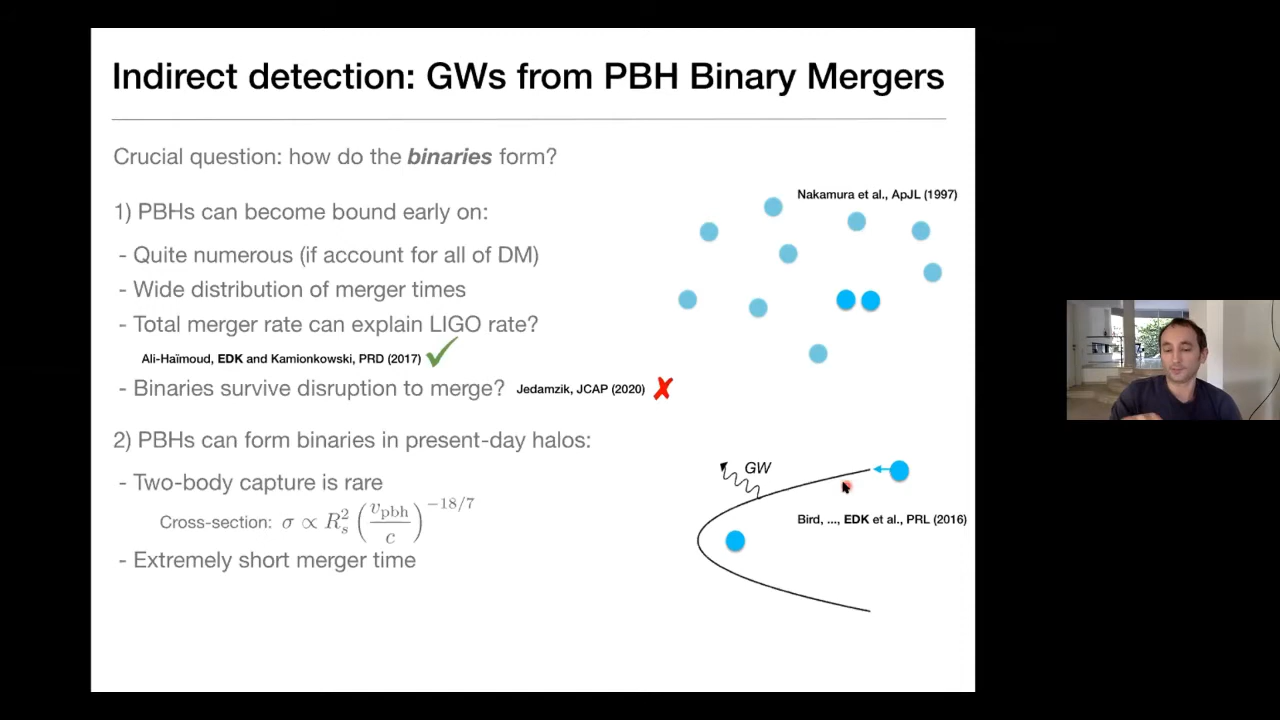 Indirect detection: GWs from PBH Binary Mergers
Crucial question: how do the binaries form?
1) PBHs can become bound early on:
- Quite numerous (if account for all of DM)
- Wide distribution of merger times
- Total merger rate can explain LIGO rate?
Ali-Haïmoud, EDK and Kamionkowski, PRD (2017)
- Binaries survive disruption to merge? Jedamzik, JCAP (2020)
Nakamura et al., ApJL (1997)
2) PBHs can form binaries in present-day halos:
- Two-body capture is rare
Cross-section: σ ∝ R_s^2 (v_pbh / c)^{-18/7}
- Extremely short merger time
GW
Bird, ..., EDK et al., PRL (2016)